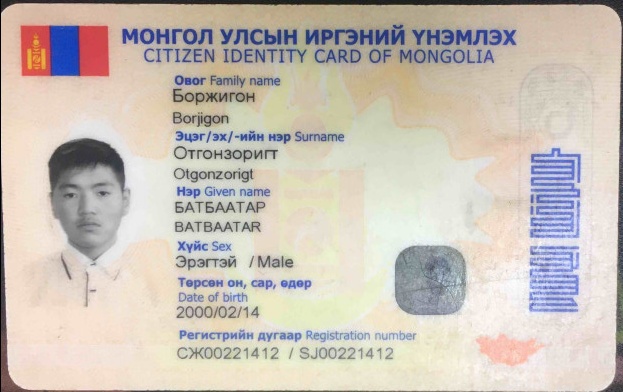 МОНГОЛ УЛСЫН ИРГЭНИЙ ҮНЭМЛЭХ
CITIZEN IDENTITY CARD OF MONGOLIA
Овог Family name
Боржигон
Borjigon
Эцэг/эх/-ийн нэр Surname
Отгонзоригт
Otgonzorigt
Нэр Given name
БАТБААТАР
BATBAATAR
Хүйс Sex
Эрэгтэй / Male
Төрсөн он, сар, өдөр
Date of birth
2000/02/14
Регистрийн дугаар Registration number
СЖ00221412 / SJ00221412